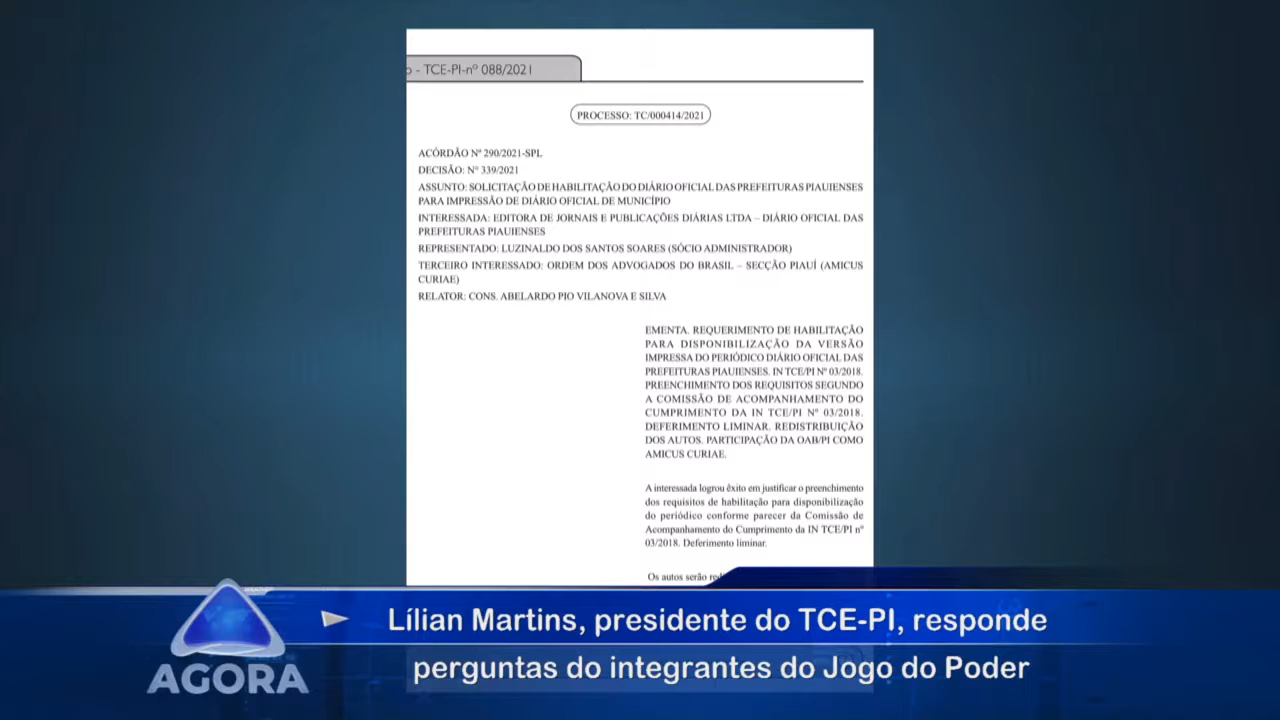 o - TCE-PI-nº 088/2021
PROCESSO: TC/000414/2021
ACÓRDÃO Nº 290/2021-SPL
DECISÃO: Nº 339/2021
ASSUNTO: SOLICITAÇÃO DE HABILITAÇÃO DO DIÁRIO OFICIAL DAS PREFEITURAS PIAUIENSES
PARA IMPRESSÃO DE DIÁRIO OFICIAL DE MUNICÍPIO
INTERESSADA: EDITORA DE JORNAIS E PUBLICAÇÕES DIÁRIAS LTDA – DIÁRIO OFICIAL DAS
PREFEITURAS PIAUIENSES
REPRESENTADO: LUZINALDO DOS SANTOS SOARES (SÓCIO ADMINISTRADOR)
TERCEIRO INTERESSADO: ORDEM DOS ADVOGADOS DO BRASIL – SECÇÃO PIAUÍ (AMICUS
CURIAE)
RELATOR: CONS. ABELARDO PIO VILANOVA E SILVA
EMENTA. REQUERIMENTO DE HABILITAÇÃO
PARA DISPONIBILIZAÇÃO DA VERSÃO
IMPRESSA DO PERIÓDICO DIÁRIO OFICIAL DAS
PREFEITURAS PIAUIENSES. IN TCE/PI Nº 03/2018.
PREENCHIMENTO DOS REQUISITOS SEGUNDO
A COMISSÃO DE ACOMPANHAMENTO DO
CUMPRIMENTO DA IN TCE/PI Nº 03/2018.
DEFERIMENTO LIMINAR. REDISTRIBUIÇÃO
DOS AUTOS. PARTICIPAÇÃO DA OAB/PI COMO
AMICUS CURIAE.
A interessada logrou êxito em justificar o preenchimento
dos requisitos de habilitação para disponibilização
do periódico conforme parecer da Comissão de
Acompanhamento do Cumprimento da IN TCE/PI nº
03/2018. Deferimento liminar.
Os autos serão
Lílian Martins, presidente do TCE-PI, responde
perguntas do integrantes do Jogo do Poder
AGORA